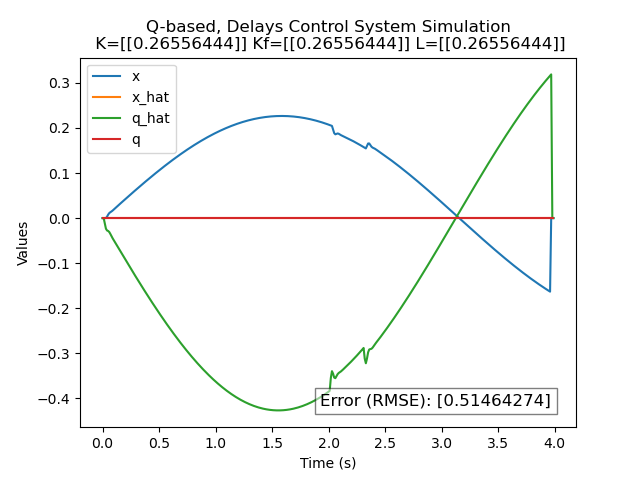 Q-based, Delays Control System Simulation
K=[[0.26556444]] Kf=[[0.26556444]] L=[[0.26556444]]
x
x_hat
q_hat
q
0.3
0.2
0.1
0.0
−0.1
−0.2
−0.3
−0.4
Values
Error (RMSE): [0.51464274]
0.0 0.5 1.0 1.5 2.0 2.5 3.0 3.5 4.0
Time (s)